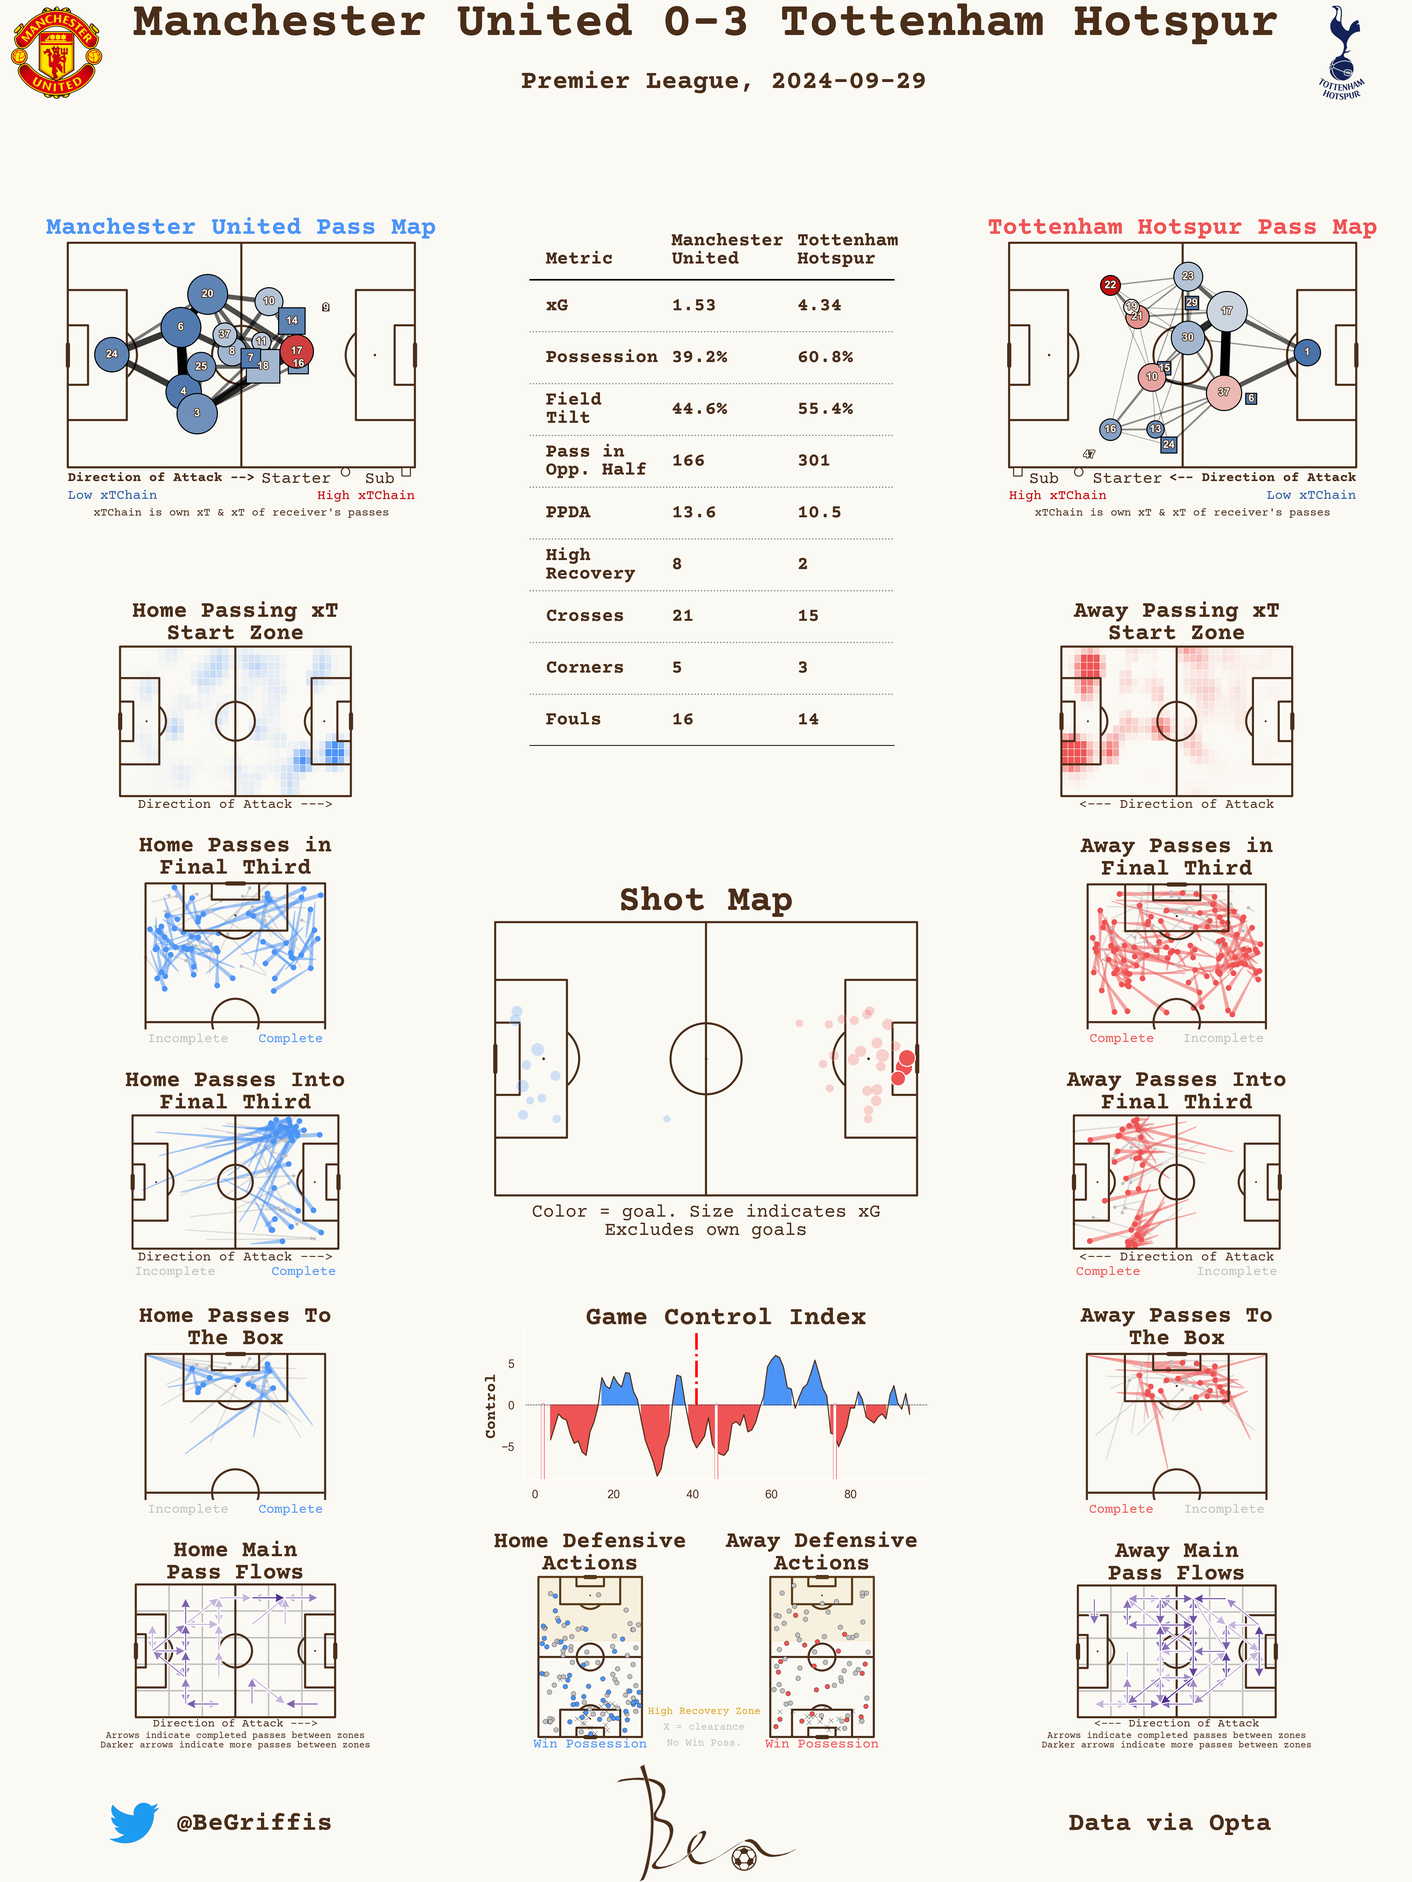 Manchester United 0-3 Tottenham Hotspur
Premier League, 2024-09-29
MANCHESTER
UNITED
TOTTENHAM
HOTSPUR
Manchester United Pass Map
20
10
9
14
6
37
11
8
7
17
16
18
24
25
4
3
Direction of Attack --> Starter Sub
Low xTChain High xTChain
xTChain is own xT & xT of receiver's passes
Metric Manchester United Tottenham Hotspur
xG 1.53 4.34
Possession 39.2% 60.8%
Field Tilt 44.6% 55.4%
Pass in Opp. Half 166 301
PPDA 13.6 10.5
High Recovery 8 2
Crosses 21 15
Corners 5 3
Fouls 16 14
Tottenham Hotspur Pass Map
23
22
29
19
21
17
30
1
15
10
37
6
16
13
24
47
Sub Starter <-- Direction of Attack
High xTChain Low xTChain
xTChain is own xT & xT of receiver's passes
Home Passing xT
Start Zone
Direction of Attack --->
Away Passing xT
Start Zone
<--- Direction of Attack
Home Passes in
Final Third
Incomplete Complete
Away Passes in
Final Third
Complete Incomplete
Shot Map
Color = goal. Size indicates xG
Excludes own goals
Home Passes Into
Final Third
Direction of Attack --->
Incomplete Complete
Away Passes Into
Final Third
<--- Direction of Attack
Complete Incomplete
Home Passes To
The Box
Incomplete Complete
Game Control Index
Control
5
0
−5
0 20 40 60 80
Away Passes To
The Box
Complete Incomplete
Home Main
Pass Flows
Direction of Attack --->
Arrows indicate completed passes between zones
Darker arrows indicate more passes between zones
Home Defensive
Actions
Win Possession
Away Defensive
Actions
Win Possession
High Recovery Zone
X = clearance
No Win Poss.
Away Main
Pass Flows
<--- Direction of Attack
Arrows indicate completed passes between zones
Darker arrows indicate more passes between zones
@BeGriffis
Ben
Data via Opta